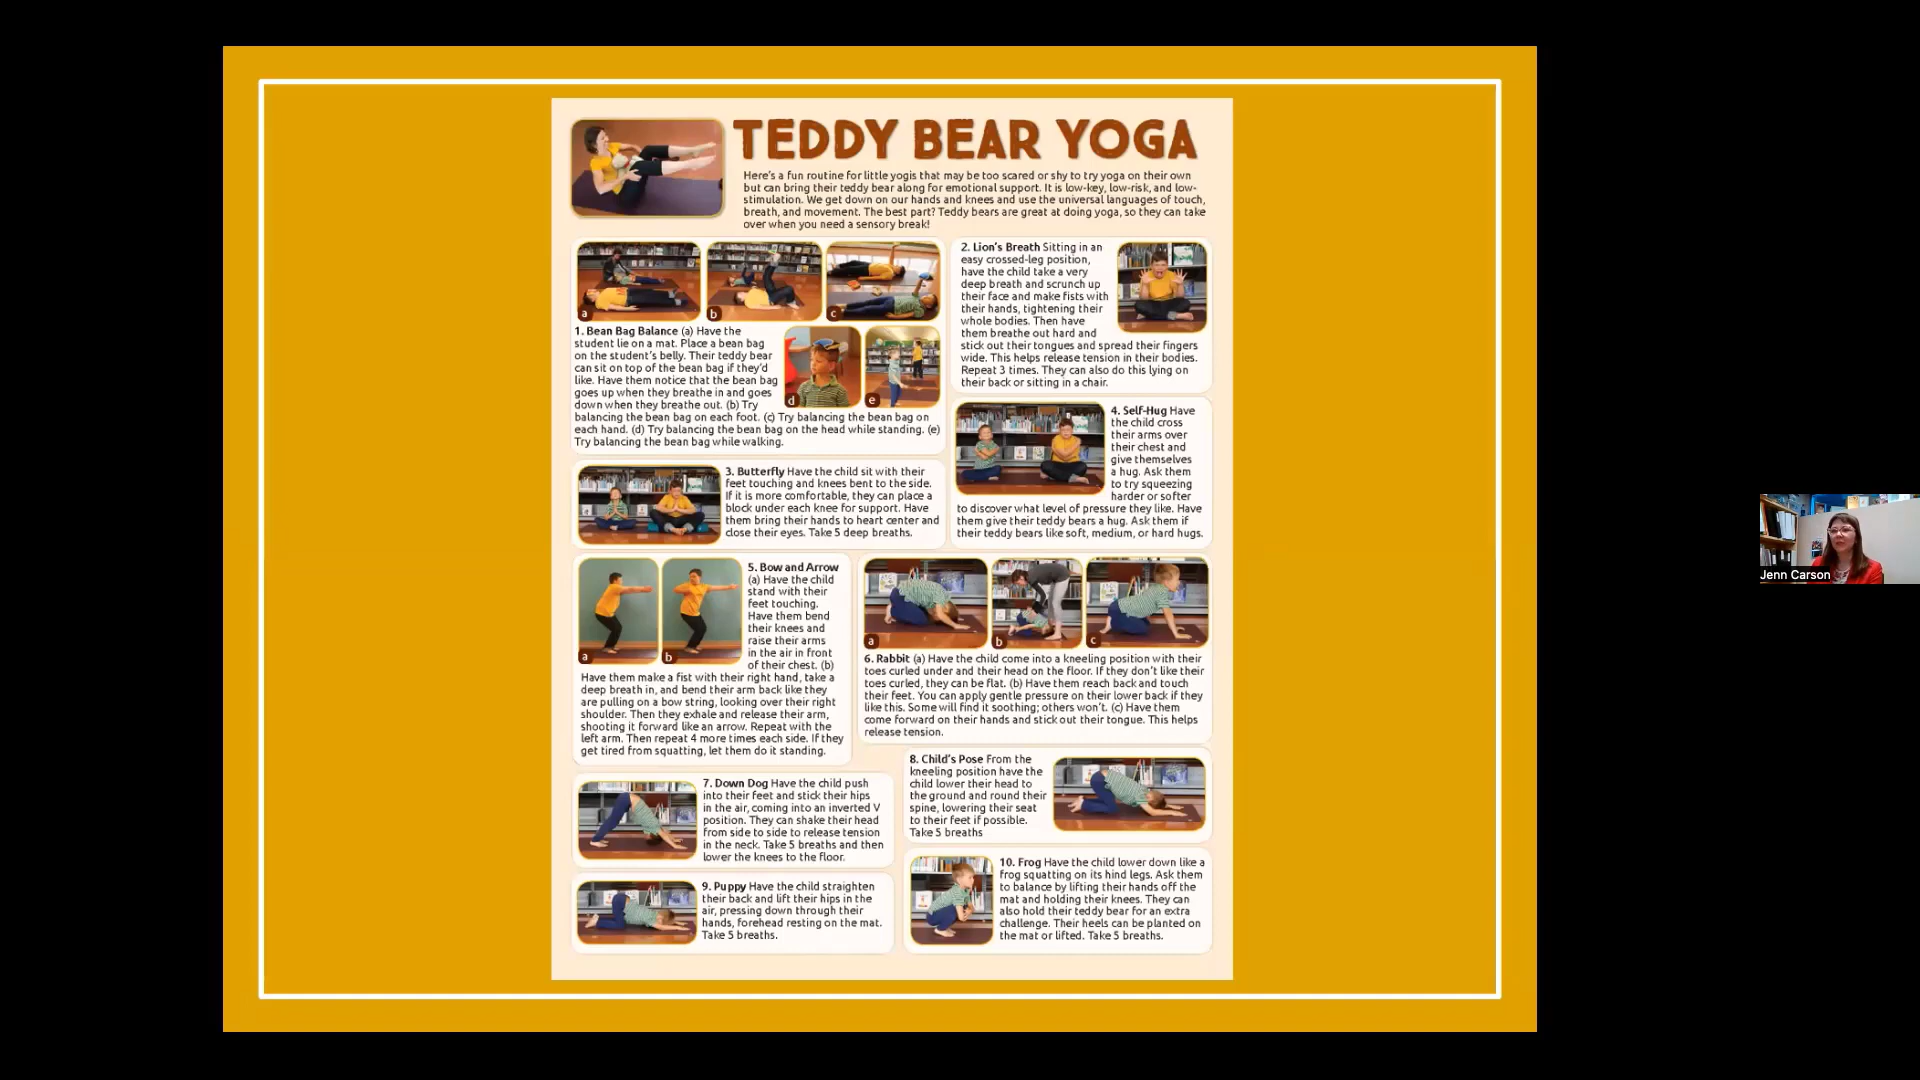 TEDDY BEAR YOGA
Here's a fun routine for little yogis that may be too scared or shy to try yoga on their own
but can bring their teddy bear along for emotional support. It is low-key, low-risk, and low-
stimulation. We get down on our hands and knees and use the universal languages of touch,
breath, and movement. The best part? Teddy bears are great at doing yoga, so they can take
over when you need a sensory break!
a
b
c
1. Bean Bag Balance (a) Have the
student lie on a mat. Place a bean bag
on the student's belly. Their teddy bear
can sit on top of the bean bag if they'd
like. Have them notice that the bean bag
goes up when they breathe in and goes
down when they breathe out. (b) Try
balancing the bean bag on each foot. (c) Try balancing the bean bag on
each hand. (d) Try balancing the bean bag on the head while standing. (e)
Try balancing the bean bag while walking.
d
e
2. Lion's Breath Sitting in an
easy crossed-leg position,
have the child take a very
deep breath and scrunch up
their face and make fists with
their hands, tightening their
whole bodies. Then have
them breathe out hard and
stick out their tongues and spread their fingers
wide. This helps release tension in their bodies.
Repeat 3 times. They can also do this lying on
their back or sitting in a chair.
3. Butterfly Have the child sit with their
feet touching and knees bent to the side.
If it is more comfortable, they can place a
block under each knee for support. Have
them bring their hands to heart center and
close their eyes. Take 5 deep breaths.
4. Self-Hug Have
the child cross
their arms over
their chest and
give themselves
a hug. Ask them
to try squeezing
harder or softer
to discover what level of pressure they like. Have
them give their teddy bears a hug. Ask them if
their teddy bears like soft, medium, or hard hugs.
a
b
5. Bow and Arrow
(a) Have the child
stand with their
feet touching.
Have them bend
their knees and
raise their arms
in the air in front
of their chest. (b)
Have them make a fist with their right hand, take a
deep breath in, and bend their arm back like they
are pulling on a bow string, looking over their right
shoulder. Then they exhale and release their arm,
shooting it forward like an arrow. Repeat with the
left arm. Then repeat 4 more times each side. If they
get tired from squatting, let them do it standing.
a
b
c
6. Rabbit (a) Have the child come into a kneeling position with their
toes curled under and their head on the floor. If they don't like their
toes curled, they can be flat. (b) Have them reach back and touch
their feet. You can apply gentle pressure on their lower back if they
like this. Some will find it soothing; others won't. (c) Have them
come forward on their hands and stick out their tongue. This helps
release tension.
7. Down Dog Have the child push
into their feet and stick their hips
in the air, coming into an inverted V
position. They can shake their head
from side to side to release tension
in the neck. Take 5 breaths and then
lower the knees to the floor.
8. Child's Pose From the
kneeling position have the
child lower their head to
the ground and round their
spine, lowering their seat
to their feet if possible.
Take 5 breaths
9. Puppy Have the child straighten
their back and lift their hips in the
air, pressing down through their
hands, forehead resting on the mat.
Take 5 breaths.
10. Frog Have the child lower down like a
frog squatting on its hind legs. Ask them
to balance by lifting their hands off the
mat and holding their knees. They can
also hold their teddy bear for an extra
challenge. Their heels can be planted on
the mat or lifted. Take 5 breaths.
Jenn Carson